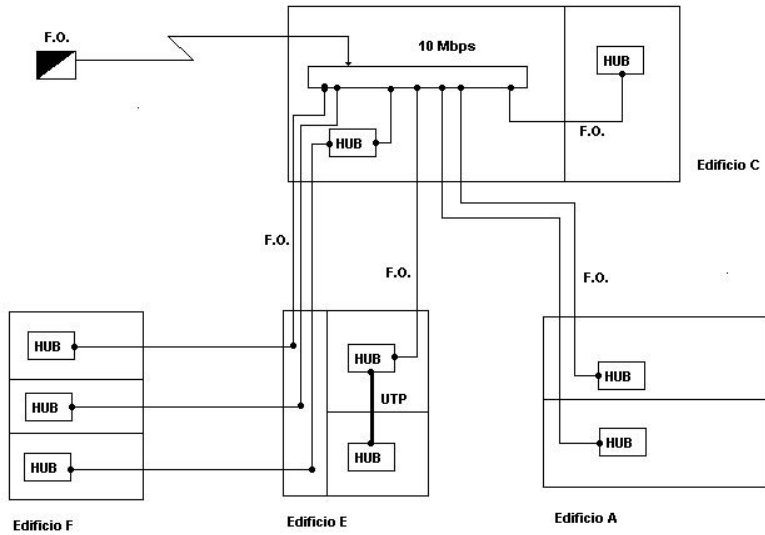 F.O.
10 Mbps
HUB
F.O.
HUB
Edificio C
F.O.
F.O.
F.O.
HUB
HUB
HUB
HUB
UTP
HUB
HUB
HUB
HUB
Edificio F
Edificio E
Edificio A